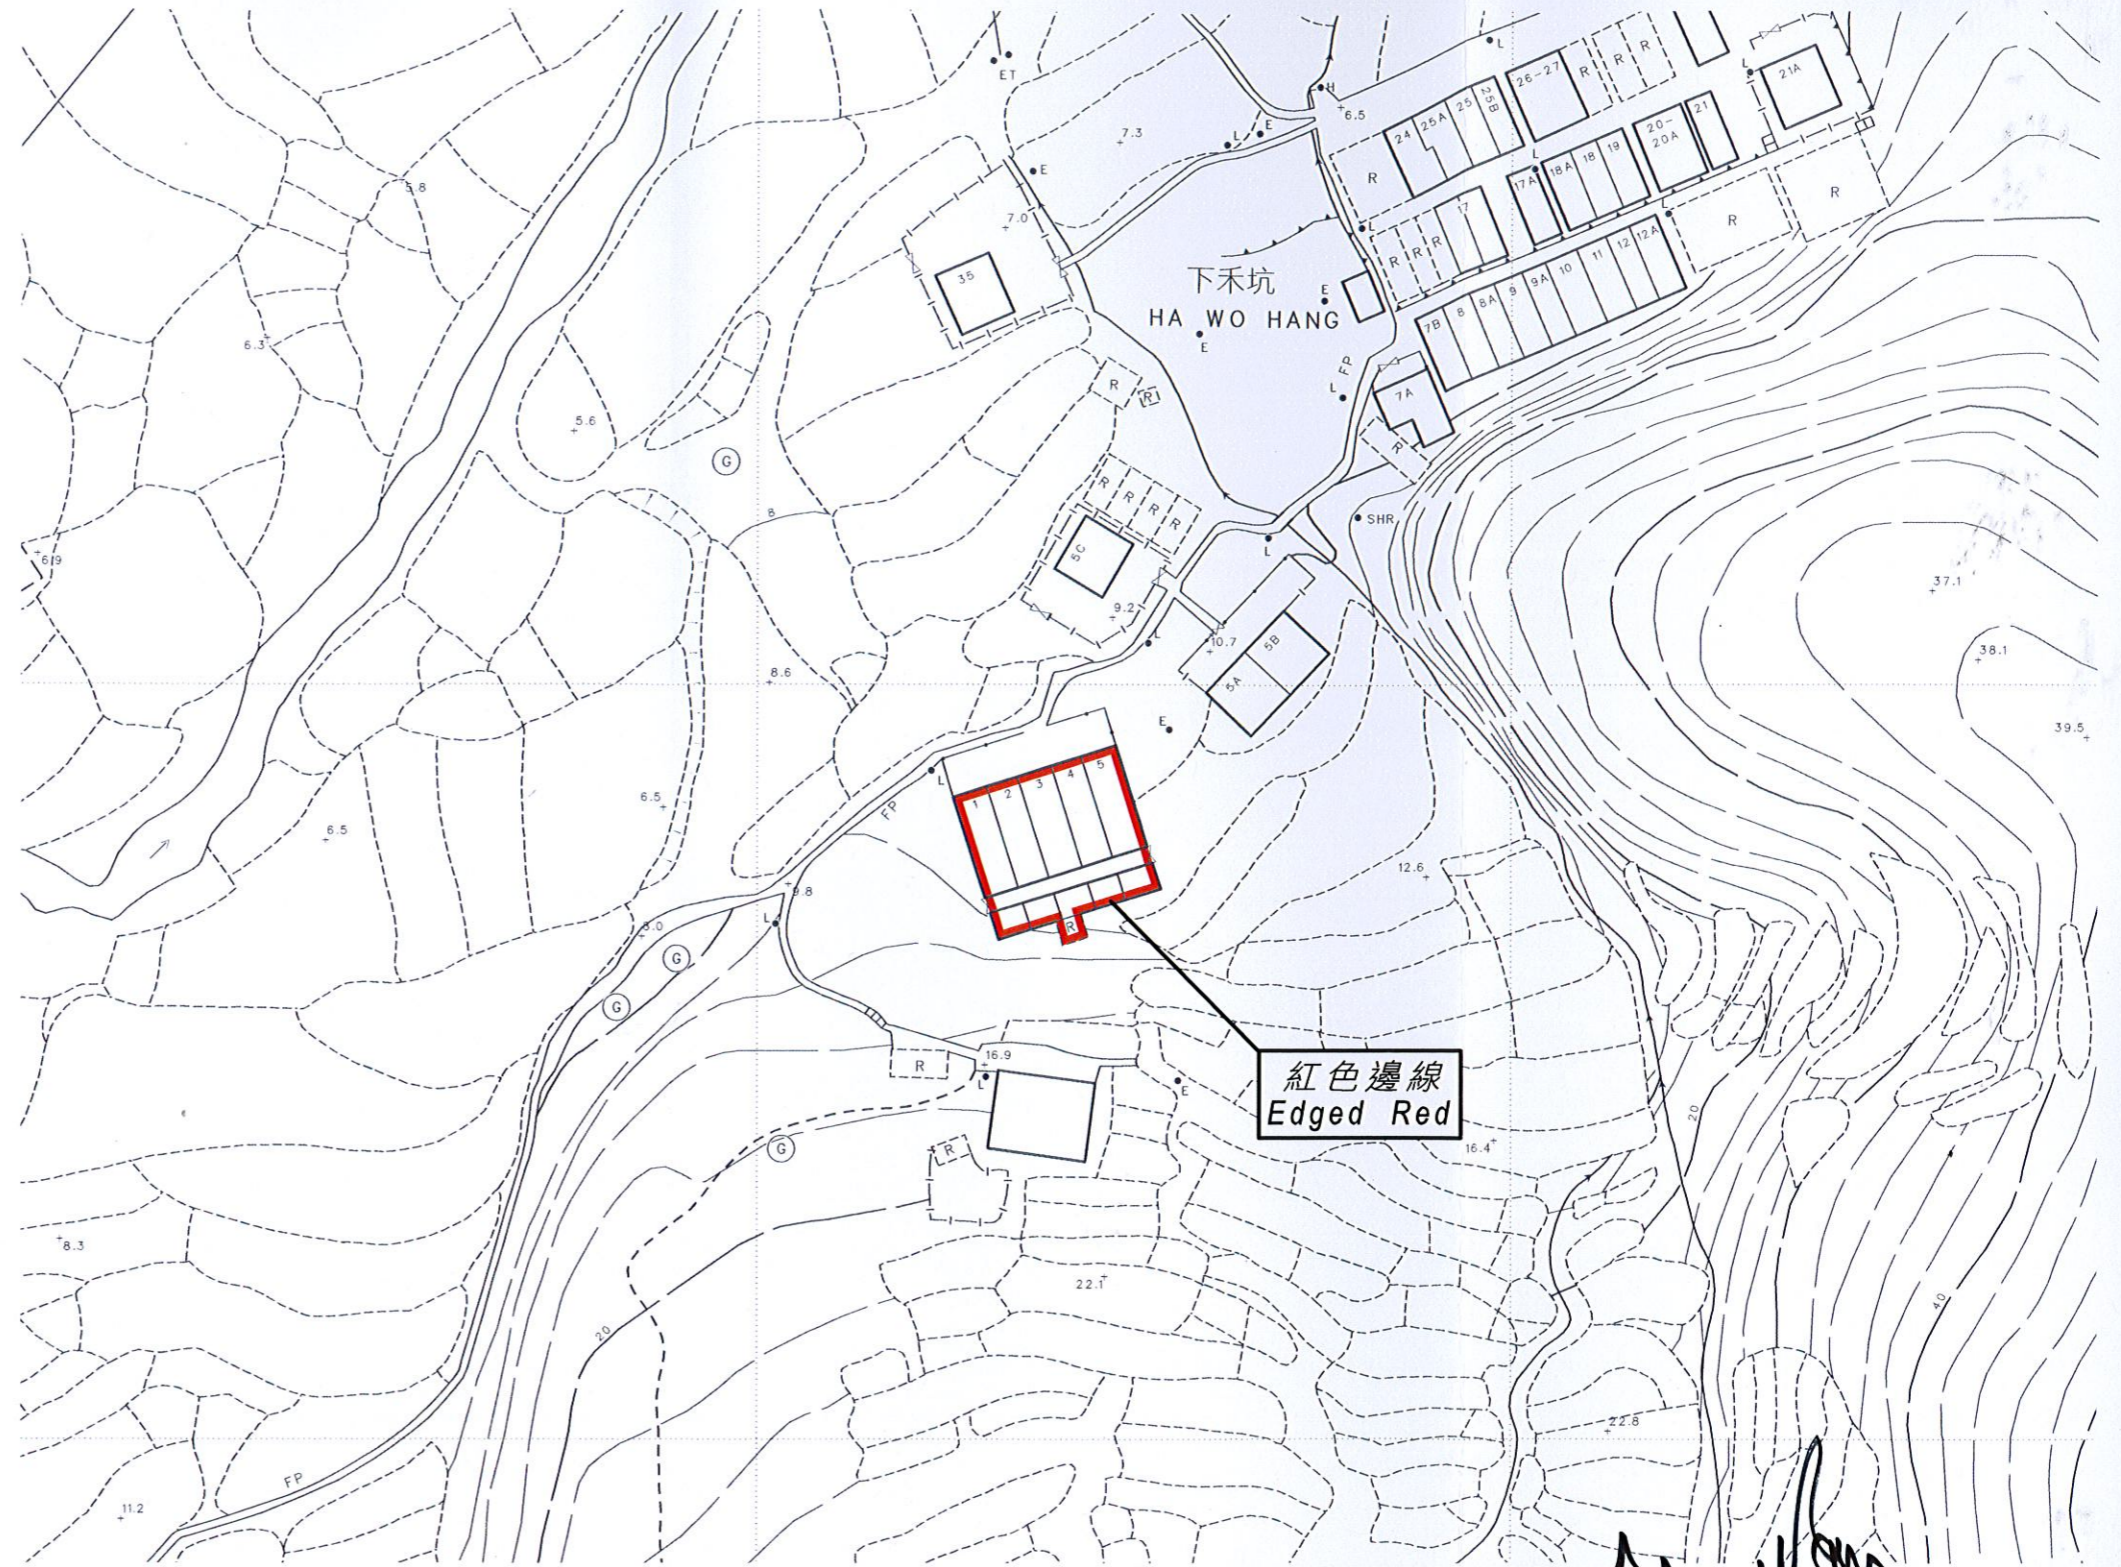 ET
L
26-27
R
R
R
21A
L
H
6.5
24
25A
25
25B
20-
20A
21
7.3
L
E
E
R
17A
18A
18
19
L
5.8
7.0
L
17
R
R
R
L
R
R
35
下禾坑
HA WO HANG
E
E
7B
8
8A
9
9A
10
11
12
12A
6.3
FP
L
7A
R
R
R
5.6
G
8
R
R
R
R
SHR
L
6.9
5C
9.2
L
10.7
5B
5A
37.1
38.1
39.5
8.6
E
6.5
6.5
L
FP
1
2
3
4
5
12.6
9.8
L
R
G
G
16.9
R
L
E
紅色邊線
Edged Red
20
G
R
16.4
8.3
22.1
20
40
22.8
FP
11.2